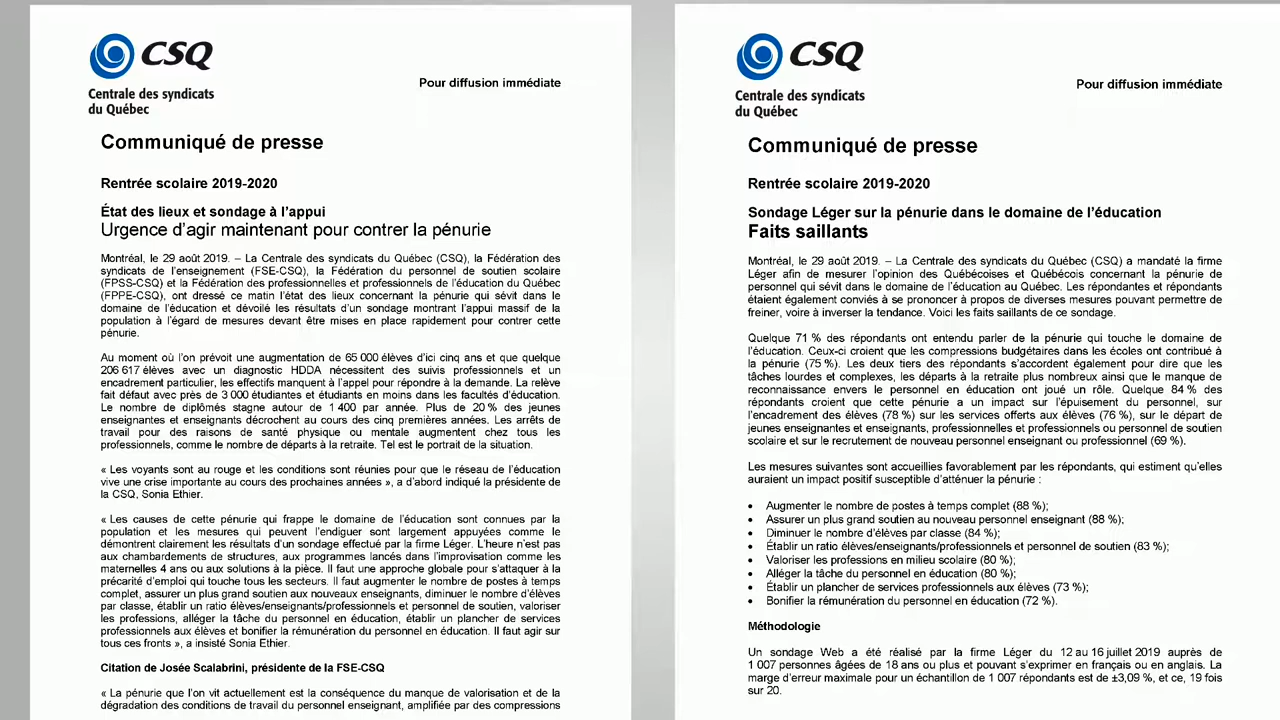 CSQ
Centrale des syndicats
du Québec
Pour diffusion immédiate
Communiqué de presse
Rentrée scolaire 2019-2020
État des lieux et sondage à l'appui
Urgence d'agir maintenant pour contrer la pénurie
Montréal, le 29 août 2019. – La Centrale des syndicats du Québec (CSQ), la Fédération des
syndicats de l'enseignement (FSE-CSQ), la Fédération du personnel de soutien scolaire
(FPSS-CSQ) et la Fédération des professionnelles et professionnels de l'éducation du Québec
(FPPE-CSQ), ont dressé ce matin l'état des lieux concernant la pénurie qui sévit dans le
domaine de l'éducation et dévoilé les résultats d'un sondage montrant l'appui massif de la
population à l'égard de mesures devant être mises en place rapidement pour contrer cette
pénurie.
Au moment où l'on prévoit une augmentation de 65 000 élèves d'ici cinq ans et que quelque
206 617 élèves avec un diagnostic HDDA nécessitent des suivis professionnels et un
encadrement particulier, les effectifs manquent à l'appel pour répondre à la demande. La relève
fait défaut avec près de 3 000 étudiantes et étudiants en moins dans les facultés d'éducation.
Le nombre de diplômés stagne autour de 1 400 par année. Plus de 20 % des jeunes
enseignantes et enseignants décrochent au cours des cinq premières années. Les arrêts de
travail pour des raisons de santé physique ou mentale augmentent chez tous les
professionnels, comme le nombre de départs à la retraite. Tel est le portrait de la situation.
« Les voyants sont au rouge et les conditions sont réunies pour que le réseau de l'éducation
vive une crise importante au cours des prochaines années », a d'abord indiqué la présidente de
la CSQ, Sonia Ethier.
« Les causes de cette pénurie qui frappe le domaine de l'éducation sont connues par la
population et les mesures qui peuvent l'endiguer sont largement appuyées comme le
démontrent clairement les résultats d'un sondage effectué par la firme Léger. L'heure n'est pas
aux chambardements de structures, aux programmes lancés dans l'improvisation comme les
maternelles 4 ans ou aux solutions à la pièce. Il faut une approche globale pour s'attaquer à la
précarité d'emploi qui touche tous les secteurs. Il faut augmenter le nombre de postes à temps
complet, assurer un plus grand soutien aux nouveaux enseignants, diminuer le nombre d'élèves
par classe, établir un ratio élèves/enseignants/professionnels et personnel de soutien, valoriser
les professions, alléger la tâche du personnel en éducation, établir un plancher de services
professionnels aux élèves et bonifier la rémunération du personnel en éducation. Il faut agir sur
tous ces fronts », a insisté Sonia Ethier.
Citation de Josée Scalabrini, présidente de la FSE-CSQ
« La pénurie que l'on vit actuellement est la conséquence du manque de valorisation et de la
dégradation des conditions de travail du personnel enseignant, amplifiée par des compressions
CSQ
Centrale des syndicats
du Québec
Pour diffusion immédiate
Communiqué de presse
Rentrée scolaire 2019-2020
Sondage Léger sur la pénurie dans le domaine de l'éducation
Faits saillants
Montréal, le 29 août 2019. – La Centrale des syndicats du Québec (CSQ) a mandaté la firme
Léger afin de mesurer l'opinion des Québécoises et Québécois concernant la pénurie de
personnel qui sévit dans le domaine de l'éducation au Québec. Les répondantes et répondants
étaient également conviés à se prononcer à propos de diverses mesures pouvant permettre de
freiner, voire à inverser la tendance. Voici les faits saillants de ce sondage.
Quelque 71 % des répondants ont entendu parler de la pénurie qui touche le domaine de
l'éducation. Ceux-ci croient que les compressions budgétaires dans les écoles ont contribué à
la pénurie (75 %). Les deux tiers des répondants s'accordent également pour dire que les
tâches lourdes et complexes, les départs à la retraite plus nombreux ainsi que le manque de
reconnaissance envers le personnel en éducation ont joué un rôle. Quelque 84 % des
répondants croient que cette pénurie a un impact sur l'épuisement du personnel, sur
l'encadrement des élèves (78 %) sur les services offerts aux élèves (76 %), sur le départ de
jeunes enseignantes et enseignants, professionnelles et professionnels ou personnel de soutien
scolaire et sur le recrutement de nouveau personnel enseignant ou professionnel (69 %).
Les mesures suivantes sont accueillies favorablement par les répondants, qui estiment qu'elles
auraient un impact positif susceptible d'atténuer la pénurie :
• Augmenter le nombre de postes à temps complet (88 %);
• Assurer un plus grand soutien au nouveau personnel enseignant (88 %);
• Diminuer le nombre d'élèves par classe (84 %);
• Établir un ratio élèves/enseignants/professionnels et personnel de soutien (83 %);
• Valoriser les professions en milieu scolaire (80 %);
• Alléger la tâche du personnel en éducation (80 %);
• Établir un plancher de services professionnels aux élèves (73 %);
• Bonifier la rémunération du personnel en éducation (72 %).
Méthodologie
Un sondage Web a été réalisé par la firme Léger du 12 au 16 juillet 2019 auprès de
1 007 personnes âgées de 18 ans ou plus et pouvant s'exprimer en français ou en anglais. La
marge d'erreur maximale pour un échantillon de 1 007 répondants est de ±3,09 %, et ce, 19 fois
sur 20.